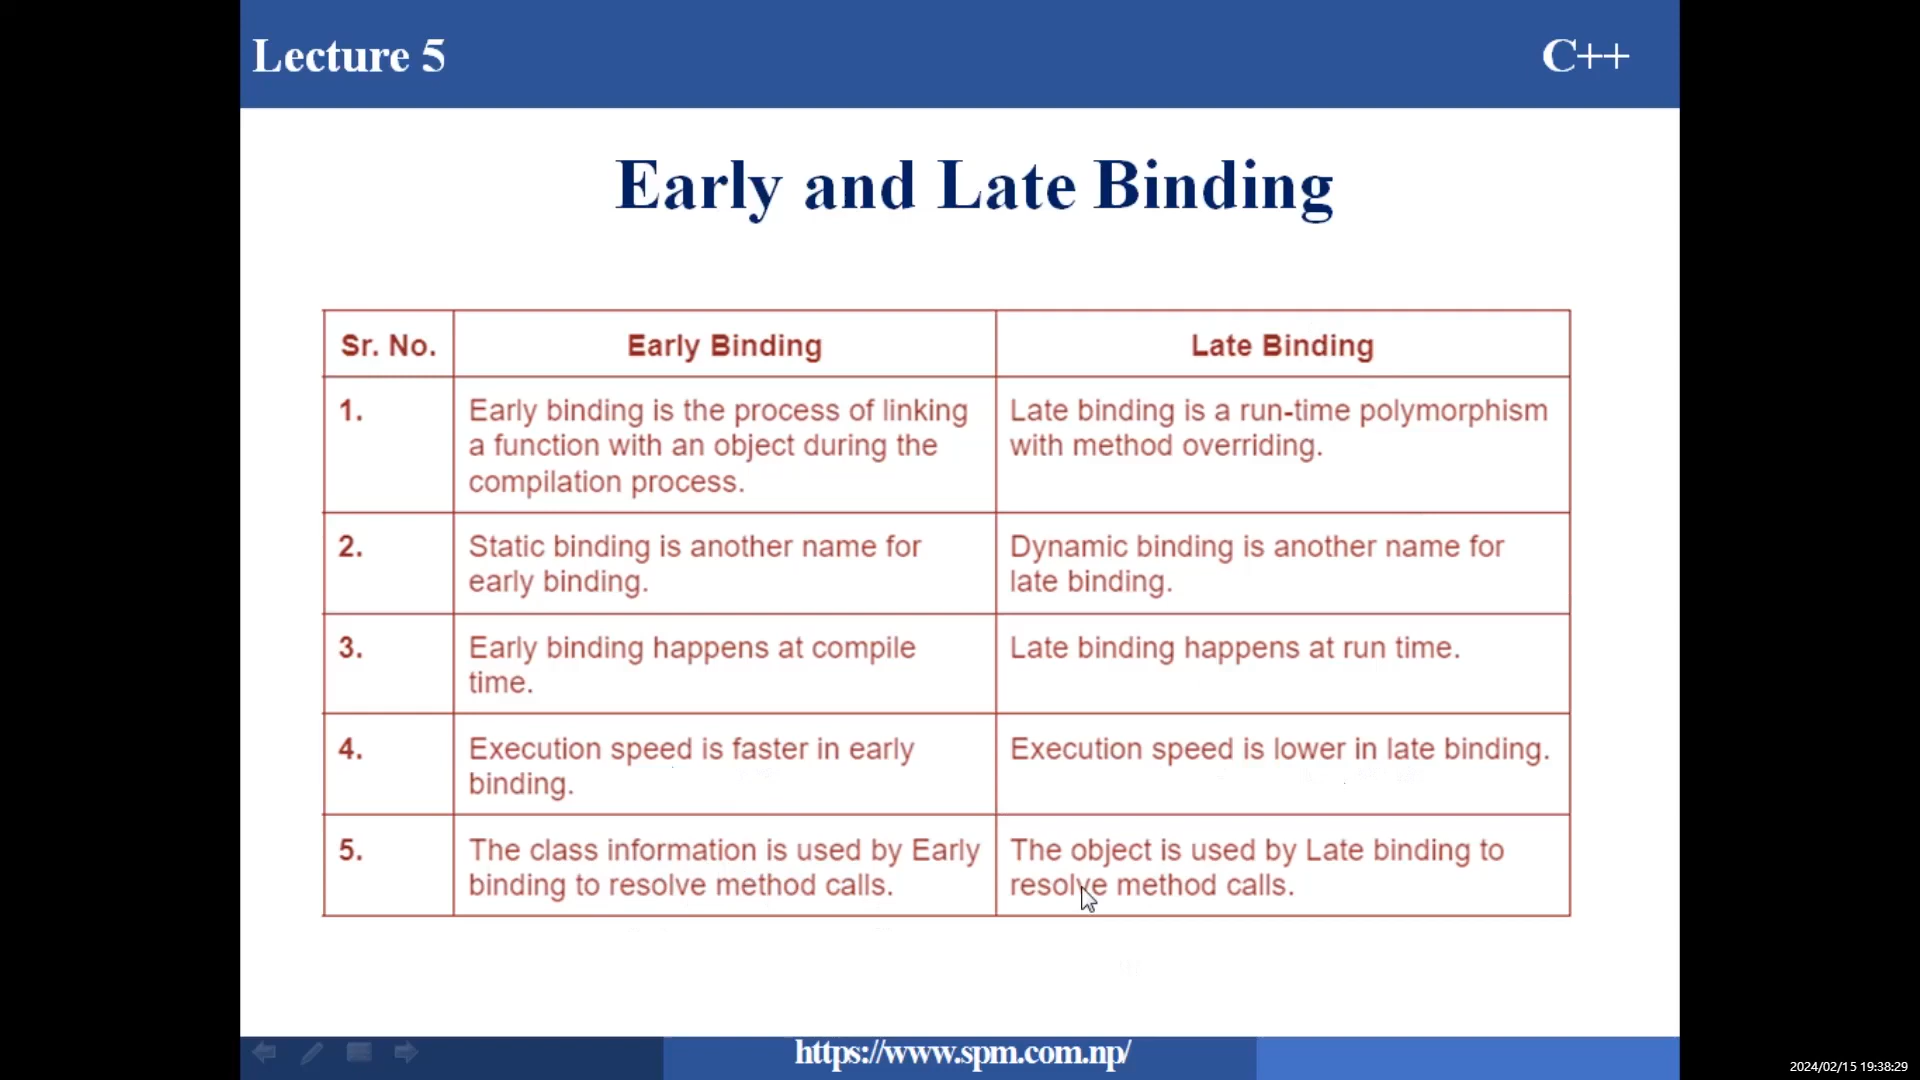 Lecture 5
C++
Early and Late Binding
Sr. No.
Early Binding
Late Binding
1.
Early binding is the process of linking
a function with an object during the
compilation process.
Late binding is a run-time polymorphism
with method overriding.
2.
Static binding is another name for
early binding.
Dynamic binding is another name for
late binding.
3.
Early binding happens at compile
time.
Late binding happens at run time.
4.
Execution speed is faster in early
binding.
Execution speed is lower in late binding.
5.
The class information is used by Early
binding to resolve method calls.
The object is used by Late binding to
resolve method calls.
https://www.spm.com.np/
2024/02/15 19:38:29